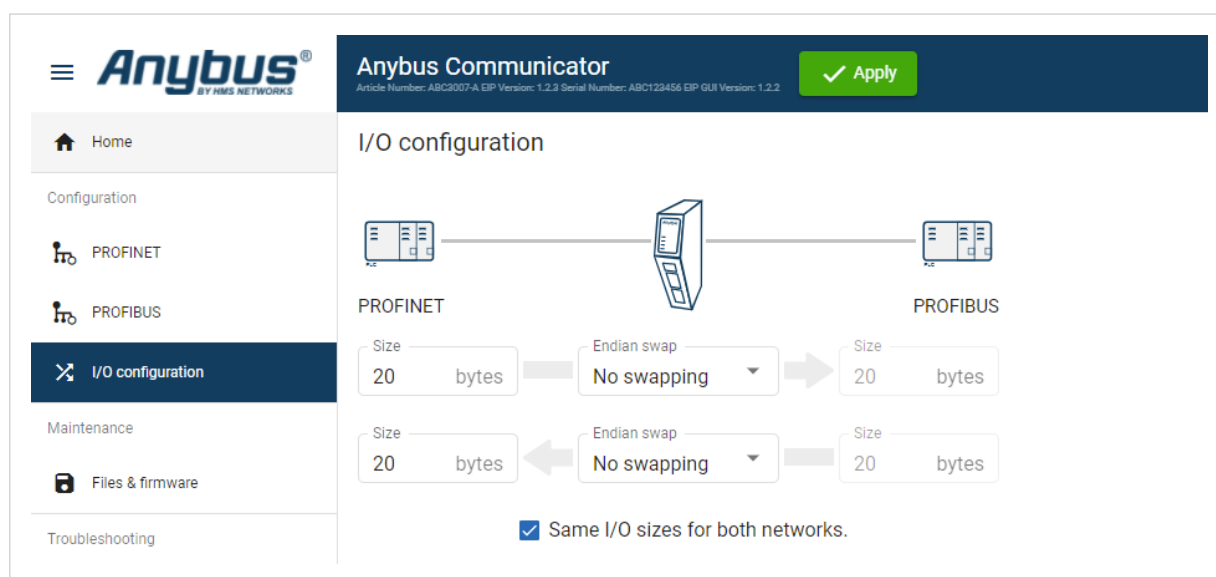 Anybus®
BY HMS NETWORKS
Anybus Communicator
Article Number: ABC3007-A EIP Version: 1.2.3 Serial Number: ABC123456 EIP GUI Version: 1.2.2
Apply
Home
Configuration
PROFINET
PROFIBUS
I/O configuration
Maintenance
Files & firmware
Troubleshooting
I/O configuration
PLC
PLC
PROFINET
PROFIBUS
Size
20 bytes
Endian swap
No swapping
Size
20 bytes
Size
20 bytes
Endian swap
No swapping
Size
20 bytes
Same I/O sizes for both networks.